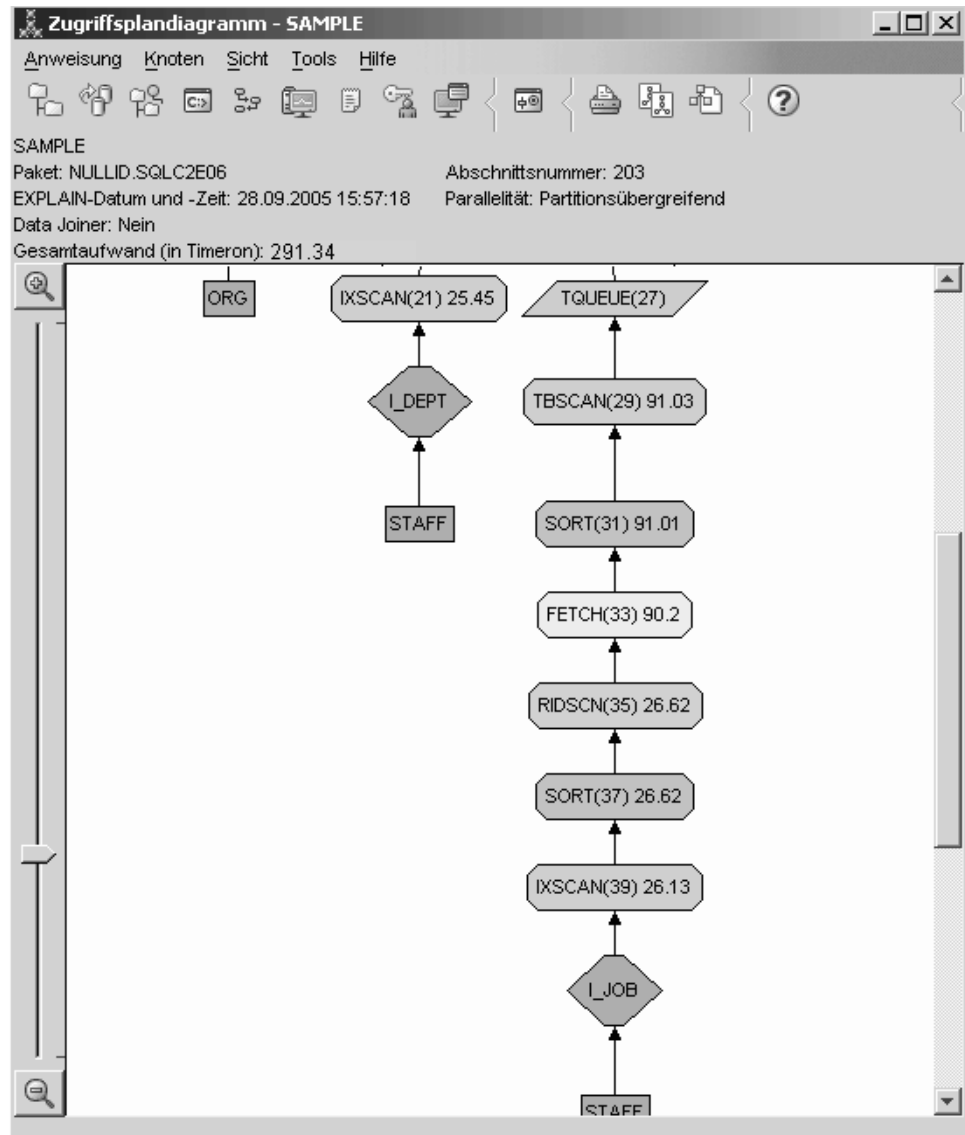 Zugriffsplandiagramm - SAMPLE
Anweisung Knoten Sicht Tools Hilfe
SAMPLE
Paket: NULLID.SQLC2E06 Abschnittsnummer: 203
EXPLAIN-Datum und -Zeit: 28.09.2005 15:57:18 Parallelität: Partitionsübergreifend
Data Joiner: Nein
Gesamtaufwand (in Timeron): 291.34
ORG IXSCAN(21) 25.45 TQUEUE(27)
I_DEPT TBSCAN(29) 91.03
STAFF SORT(31) 91.01
FETCH(33) 90.2
RIDSCN(35) 26.62
SORT(37) 26.62
IXSCAN(39) 26.13
I_JOB
STAFF